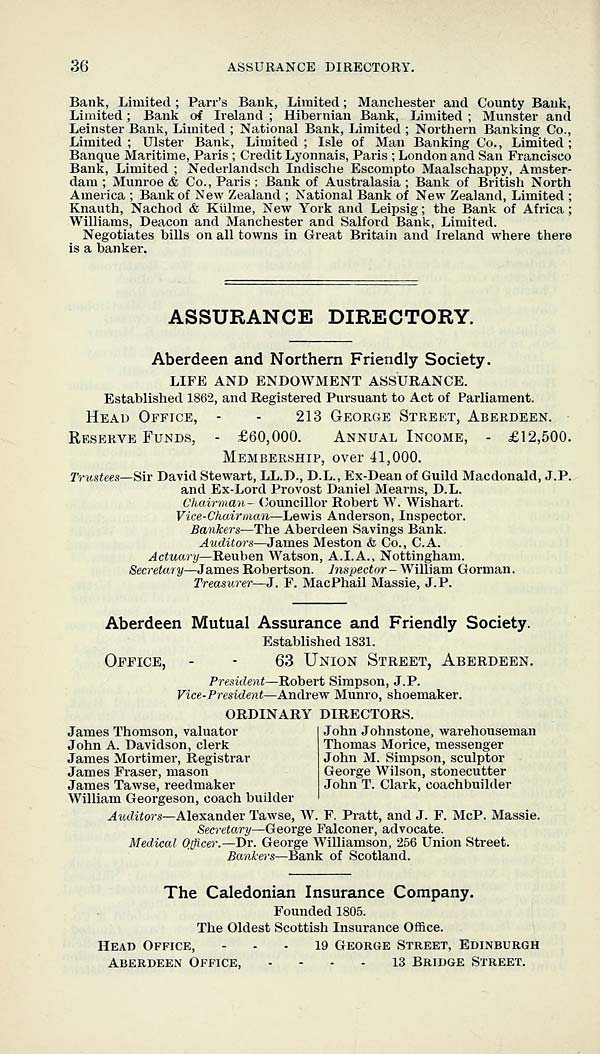 36 ASSURANCE DIRECTORY.
Bank, Limited ; Parr's Bank, Limited ; Manchester and County Bank,
Limited ; Bank of Ireland ; Hibernian Bank, Limited ; Munster and
Leinster Bank, Limited ; National Bank, Limited ; Northern Banking Co.,
Limited ; Ulster Bank, Limited ; Isle of Man Banking Co., Limited ;
Banque Maritime, Paris ; Credit Lyonnais, Paris ; London and San Francisco
Bank, Limited ; Nederlandsch Indische Escompto Maalschappy, Amster-
dam ; Munroe & Co., Paris ; Bank of Australasia ; Bank of British North
America ; Bank of New Zealand ; National Bank of New Zealand, Limited ;
Knauth, Nachod & Külme, New York and Leipsig ; the Bank of Africa ;
Williams, Deacon and Manchester and Salford Bank, Limited.
Negotiates bills on all towns in Great Britain and Ireland where there
is a banker.
ASSURANCE DIRECTORY.
Aberdeen and Northern Friendly Society.
LIFE AND ENDOWMENT ASSURANCE.
Established 1862, and Registered Pursuant to Act of Parliament.
HEAD OFFICE, - - 213 GEORGE STREET, ABERDEEN.
RESERVE FUNDS, - £60,000. ANNUAL INCOME, - £12,500.
MEMBERSHIP, over 41,000.
Trustees—Sir David Stewart, LL.D., D.L., Ex-Dean of Guild Macdonald, J.P.
and Ex-Lord Provost Daniel Mearns, D.L.
Chairman- Councillor Robert W. Wishart.
Vice-Chairman—Lewis Anderson, Inspector.
Bankers—The Aberdeen Savings Bank.
Auditors—James Meston & Co., C.A.
Actuary—Reuben Watson, A.I.A., Nottingham.
Secretary—James Robertson. Inspector- William Gorman.
Treasurer—J. F. MacPhail Massie, J.P.
Aberdeen Mutual Assurance and Friendly Society.
Established 1831.
OFFICE, - - 63 UNION STREET, ABERDEEN.
President—Robert Simpson, J.P.
Vice-President—Andrew Munro, shoemaker.
ORDINARY DIRECTORS.
James Thomson, valuator
John A. Davidson, clerk
James Mortimer, Registrar
James Fraser, mason
James Tawse, reedmaker
William Georgeson, coach builder
John Johnstone, warehouseman
Thomas Morice, messenger
John M. Simpson, sculptor
George Wilson, stonecutter
John T. Clark, coachbuilder
Auditors—Alexander Tawse, W. F. Pratt, and J. F. McP. Massie.
Secretary—George Falconer, advocate.
Medical Officer.—Dr. George Williamson, 256 Union Street.
Bankers—Bank of Scotland.
The Caledonian Insurance Company.
Founded 1805.
The Oldest Scottish Insurance Office.
HEAD OFFICE, - - - 19 GEORGE STREET, EDINBURGH
ABERDEEN OFFICE, - - - - 13 BRIDGE STREET.